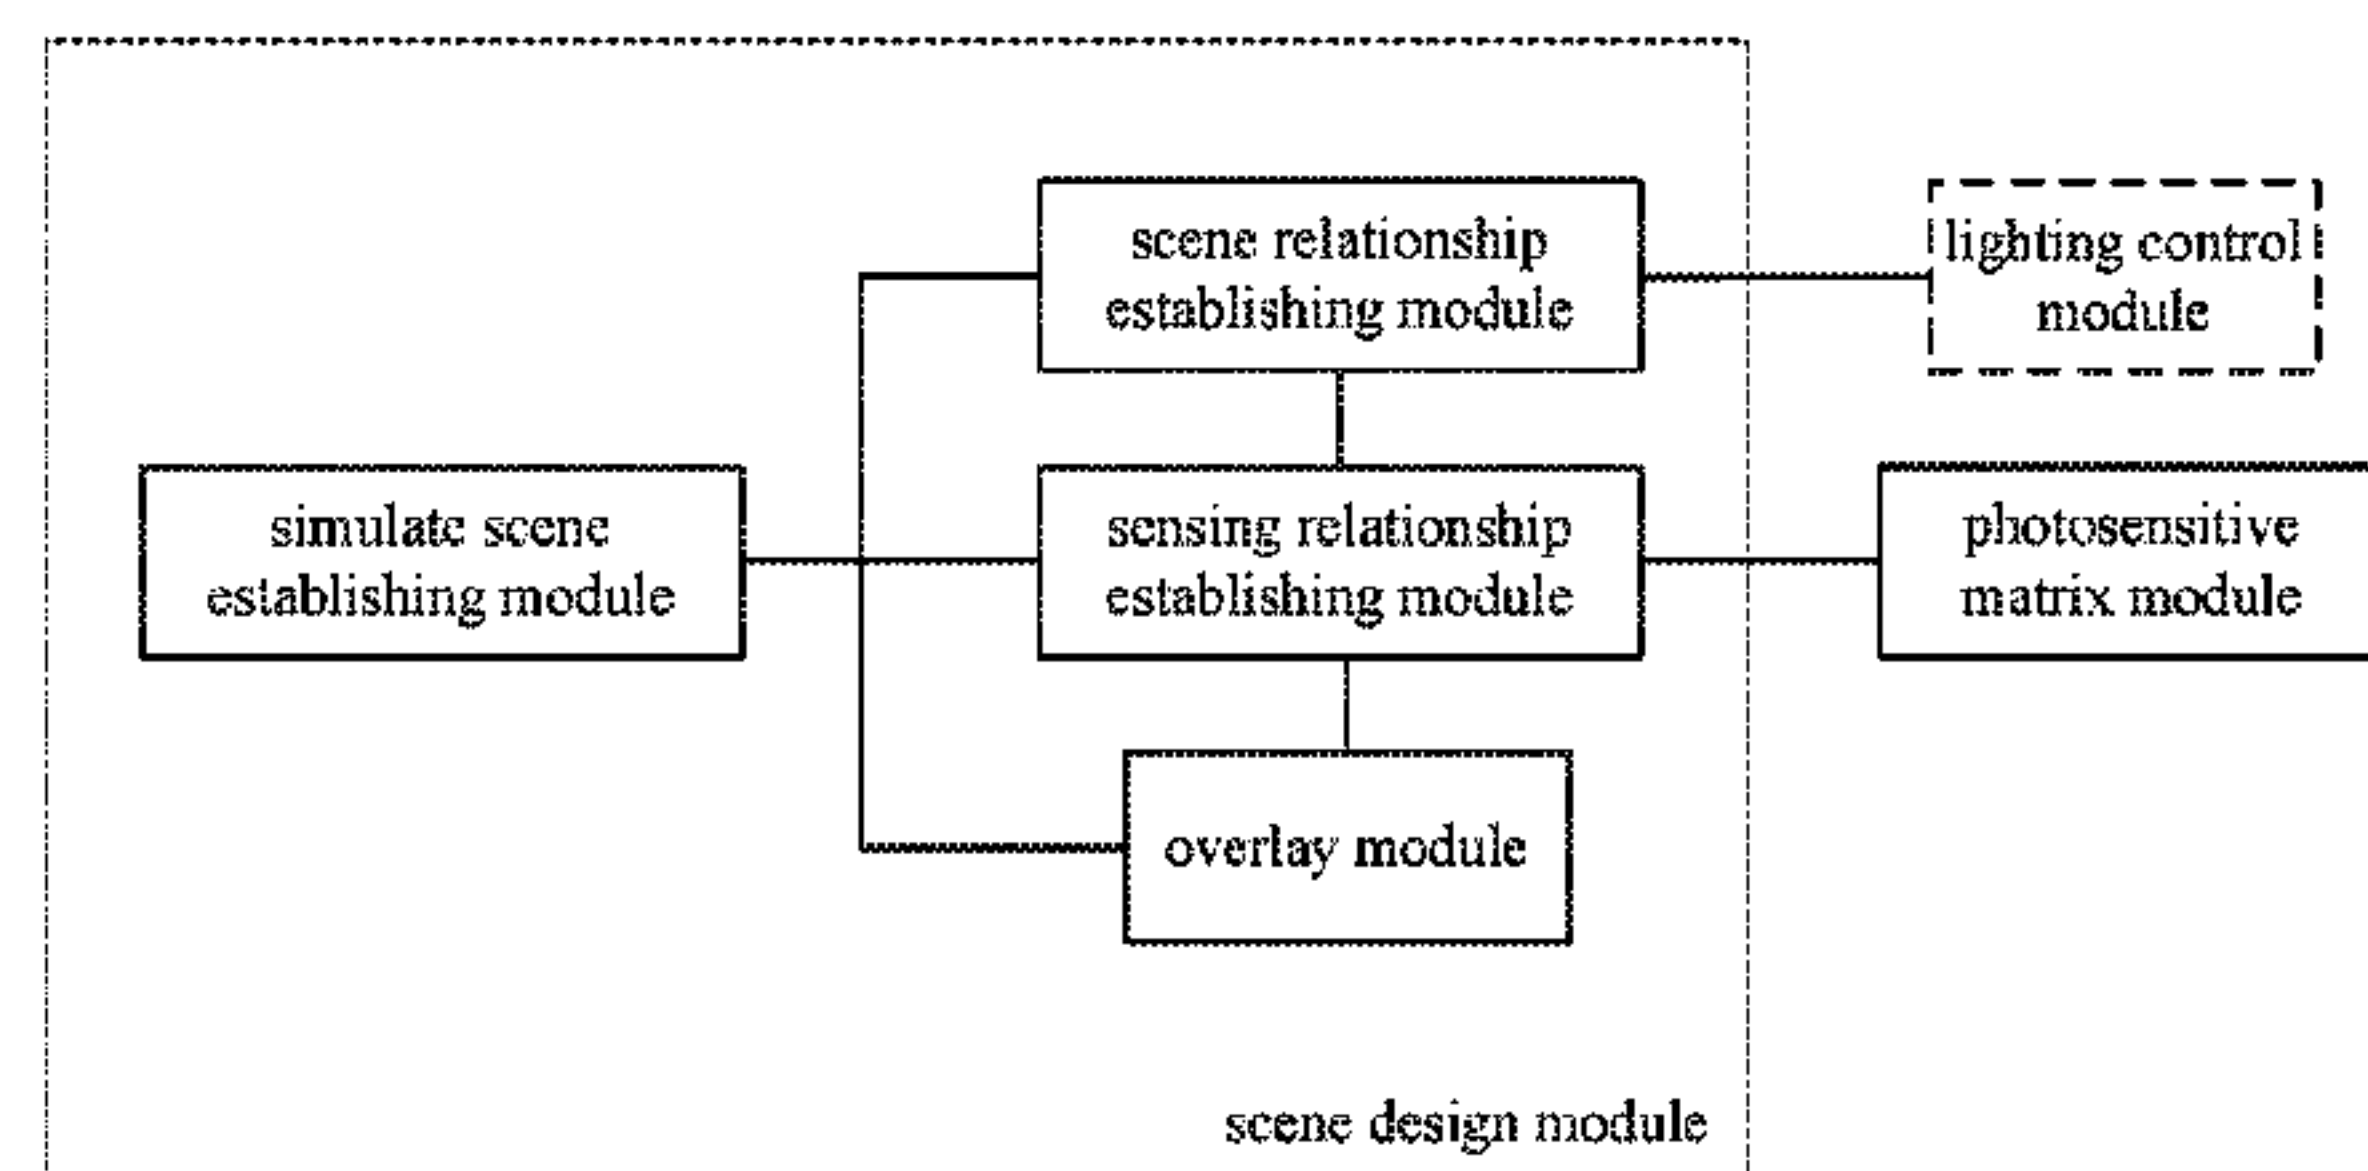 scene relationship
establishing module
lighting control
module
simulate scene
establishing module
sensing relationship
establishing module
photosensitive
matrix module
overlay module
scene design module